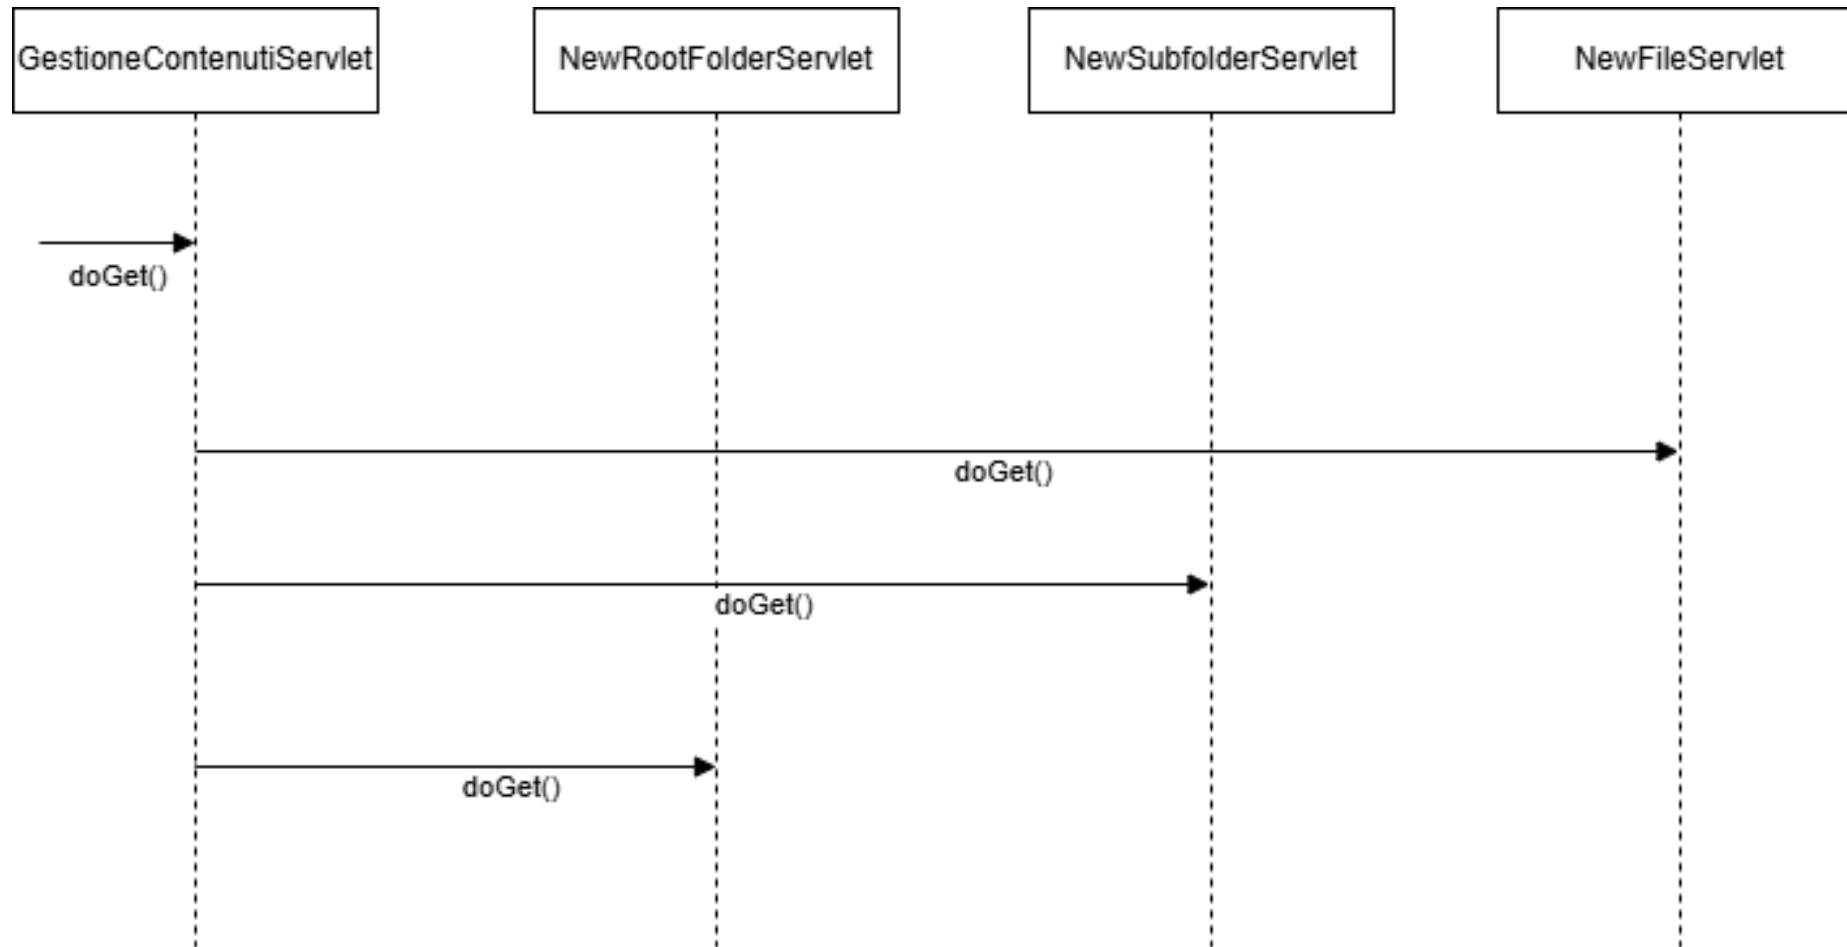 GestioneContenutiServlet
NewRootFolderServlet
NewSubfolderServlet
NewFileServlet
doGet()
doGet()
doGet()
doGet()